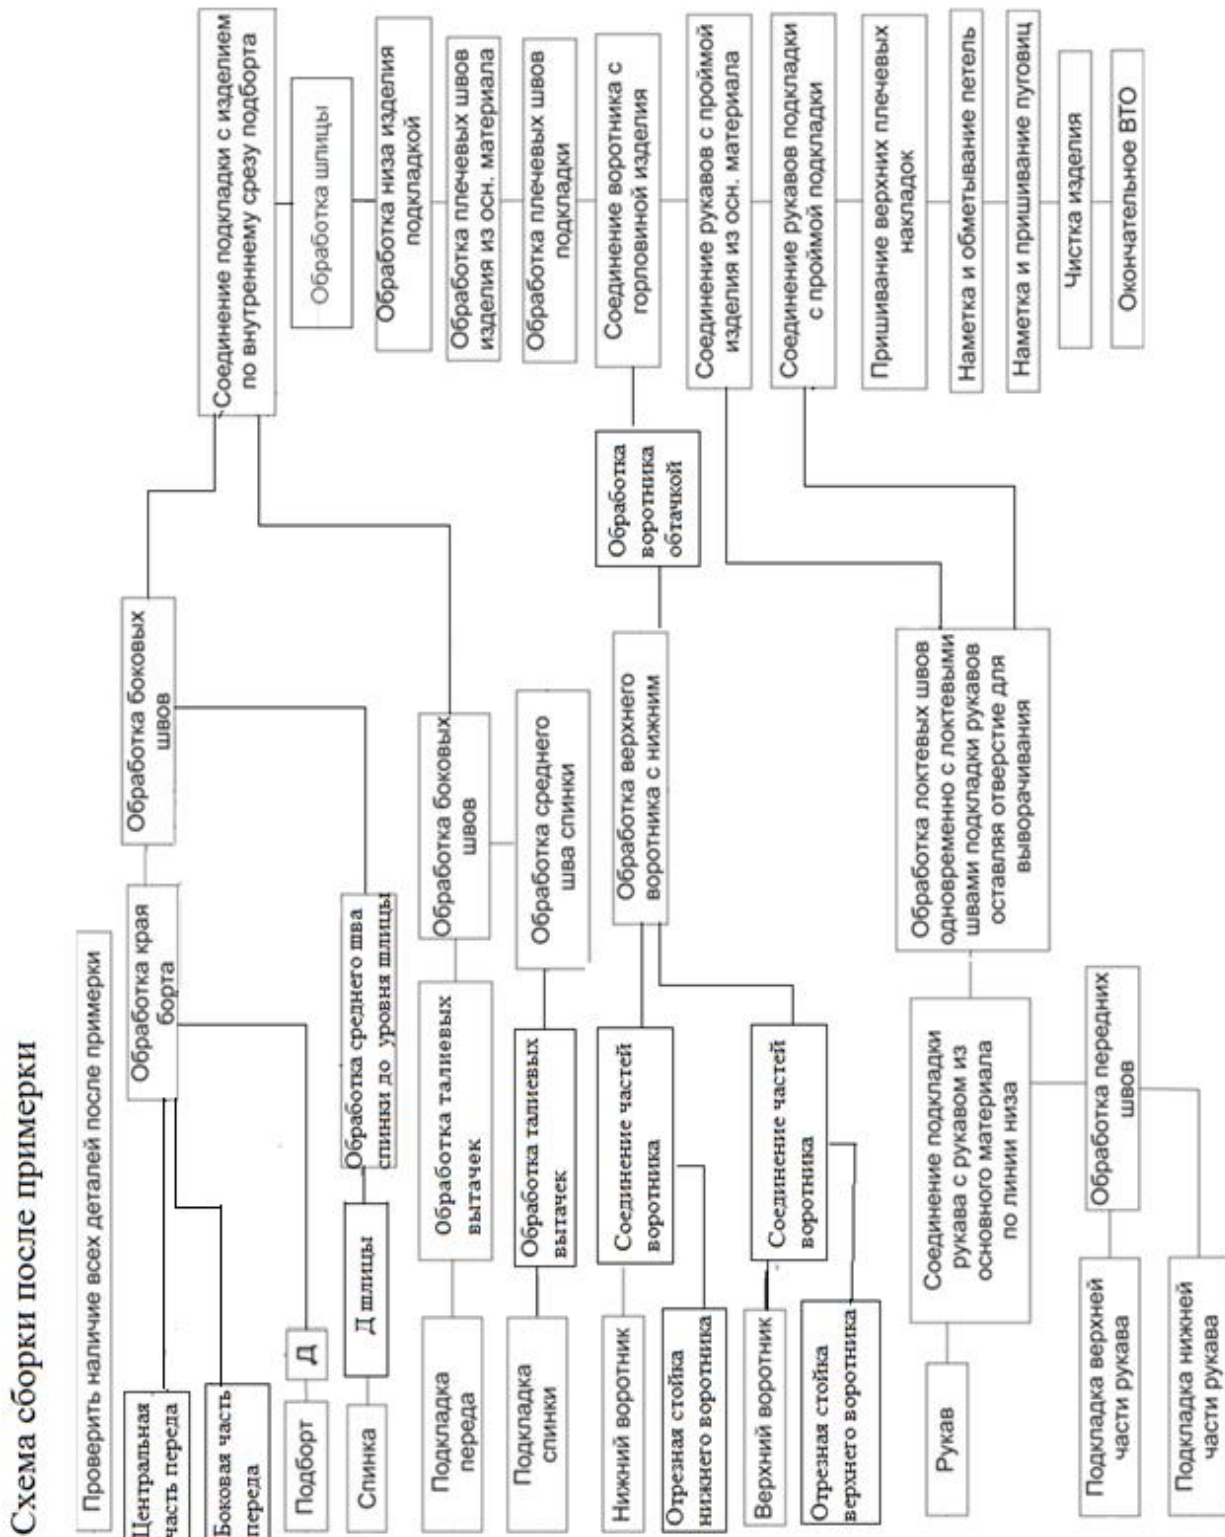 Схема сборки после примерки
Проверить наличие всех деталей после примерки
Центральная
часть переда
Боковая часть
переда
Подборт
Д
Обработка края
борта
Обработка боковых
швов
Спинка
Д шлицы
Обработка среднего шва
спинки до уровня шлицы
Подкладка
переда
Обработка талиевых
вытачек
Обработка боковых
швов
Подкладка
спинки
Обработка талиевых
вытачек
Обработка среднего
шва спинки
Нижний воротник
Отрезная стойка
нижнего воротника
Соединение частей
воротника
Верхний воротник
Отрезная стойка
верхнего воротника
Соединение частей
воротника
Обработка верхнего
воротника с нижним
Обработка
воротника
обтачкой
Рукав
Соединение подкладки
рукава с рукавом из
основного материала
по линии низа
Обработка локтевых швов
одновременно с локтевыми
швами подкладки рукавов
оставляя отверстие для
выворачивания
Подкладка верхней
части рукава
Подкладка нижней
части рукава
Обработка передних
швов
Соединение подкладки с изделием
по внутреннему срезу подборта
Обработка шлицы
Обработка низа изделия
подкладкой
Обработка плечевых швов
изделия из осн. материала
Обработка плечевых швов
подкладки
Соединение воротника с
горловиной изделия
Соединение рукавов с проймой
изделия из осн. материала
Соединение рукавов подкладки
с проймой подкладки
Пришивание верхних плечевых
накладок
Наметка и обметывание петель
Наметка и пришивание пуговиц
Чистка изделия
Окончательное ВТО